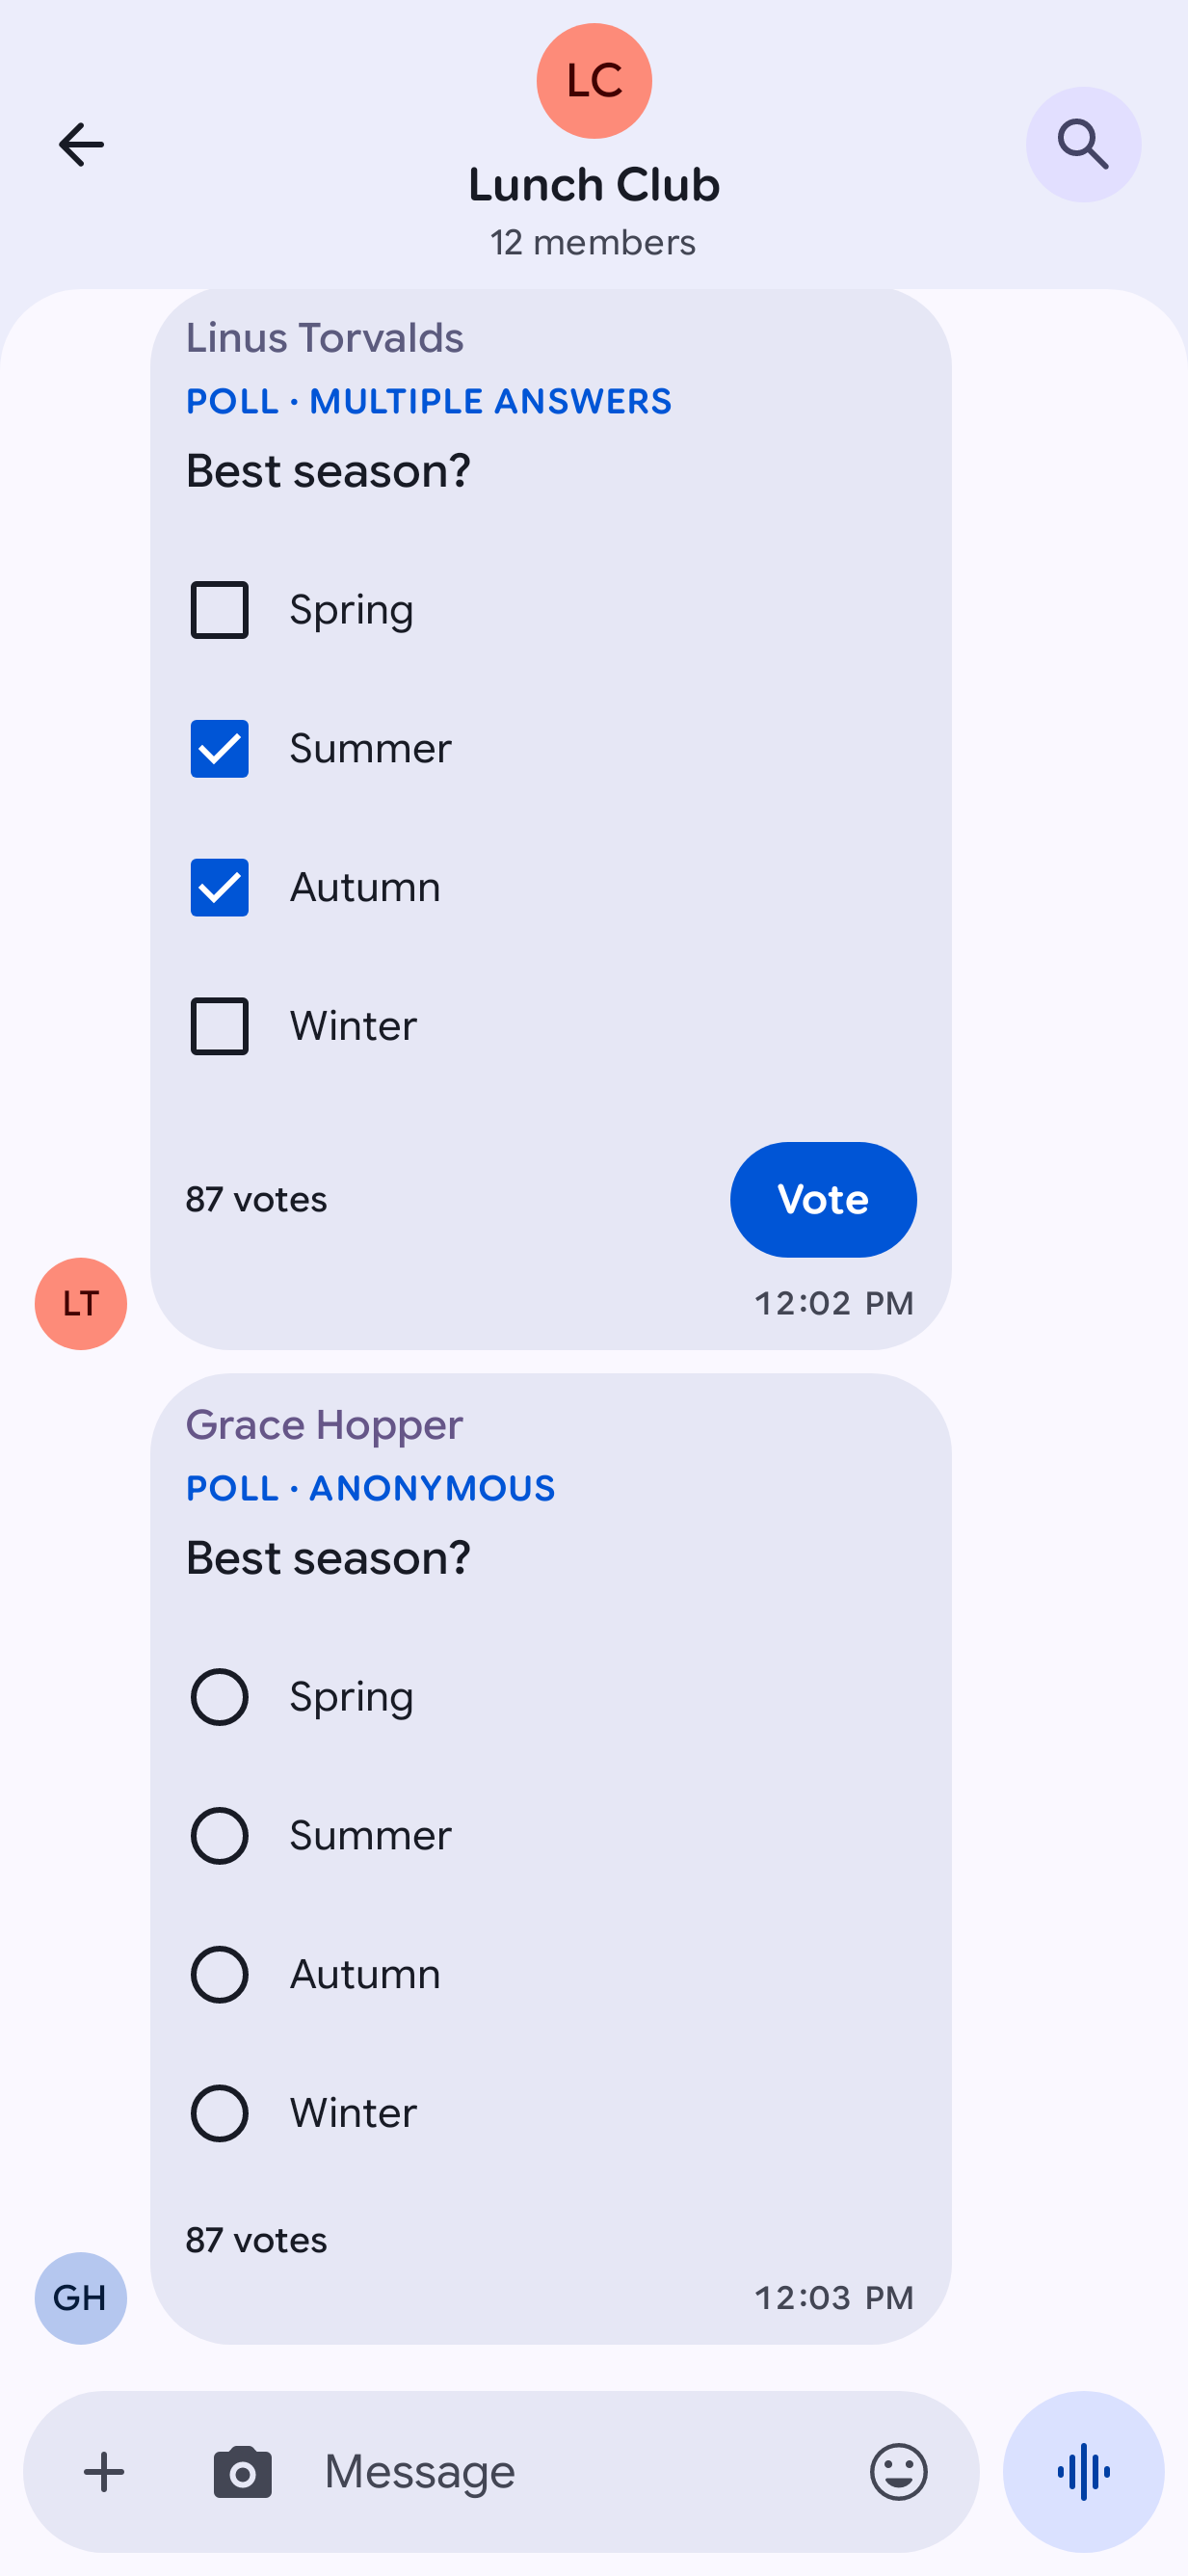 LC
Lunch Club
12 members
Linus Torvalds
POLL · MULTIPLE ANSWERS
Best season?
Spring
Summer
Autumn
Winter
87 votes
Vote
LT
12:02 PM
Grace Hopper
POLL · ANONYMOUS
Best season?
Spring
Summer
Autumn
Winter
87 votes
GH
12:03 PM
Message